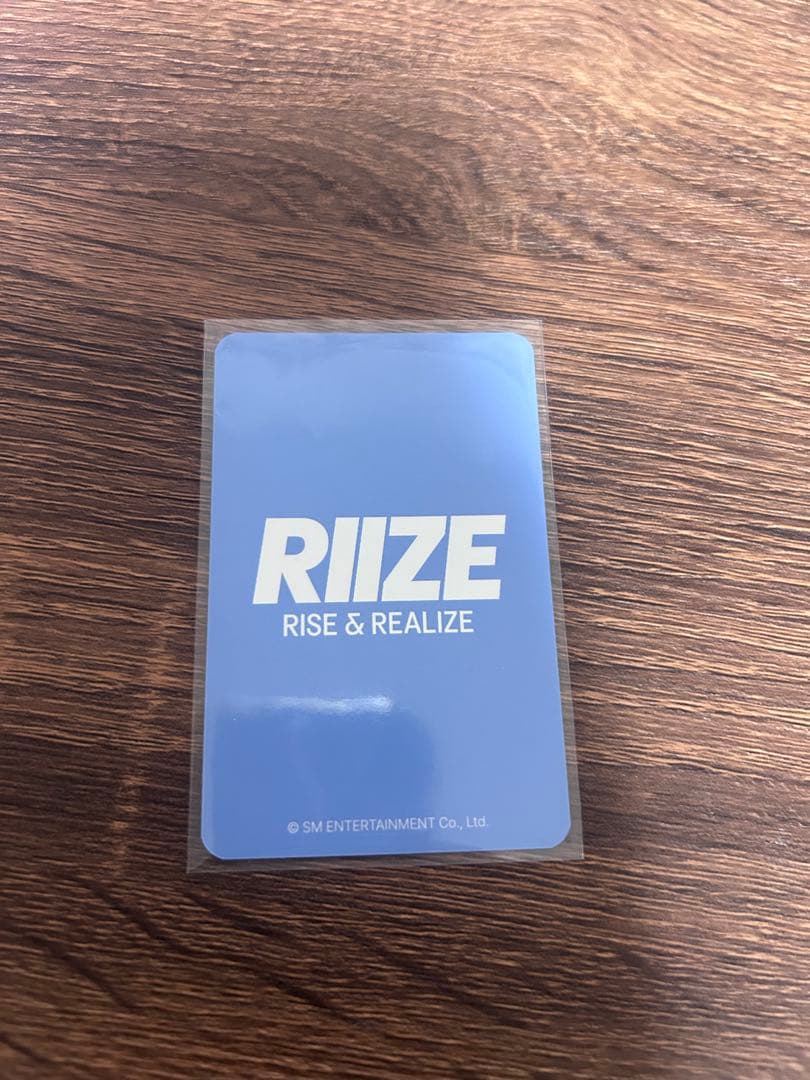 RIIZE
RISE & REALIZE
© SM ENTERTAINMENT Co., Ltd.